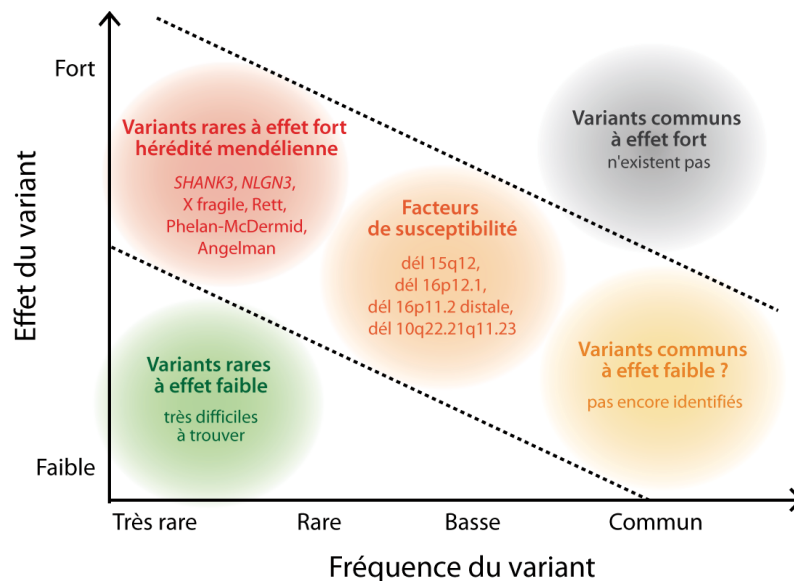 Effet du variant
Fort
Faible
Variants rares à effet fort
hérédité mendélienne
SHANK3, NLGN3,
X fragile, Rett,
Phelan-McDermid,
Angelman
Variants communs
à effet fort
n'existent pas
Facteurs
de susceptibilité
dél 15q12,
dél 16p12.1,
dél 16p11.2 distale,
dél 10q22.21q11.23
Variants rares
à effet faible
très difficiles
à trouver
Variants communs
à effet faible ?
pas encore identifiés
Très rare
Rare
Basse
Commun
Fréquence du variant